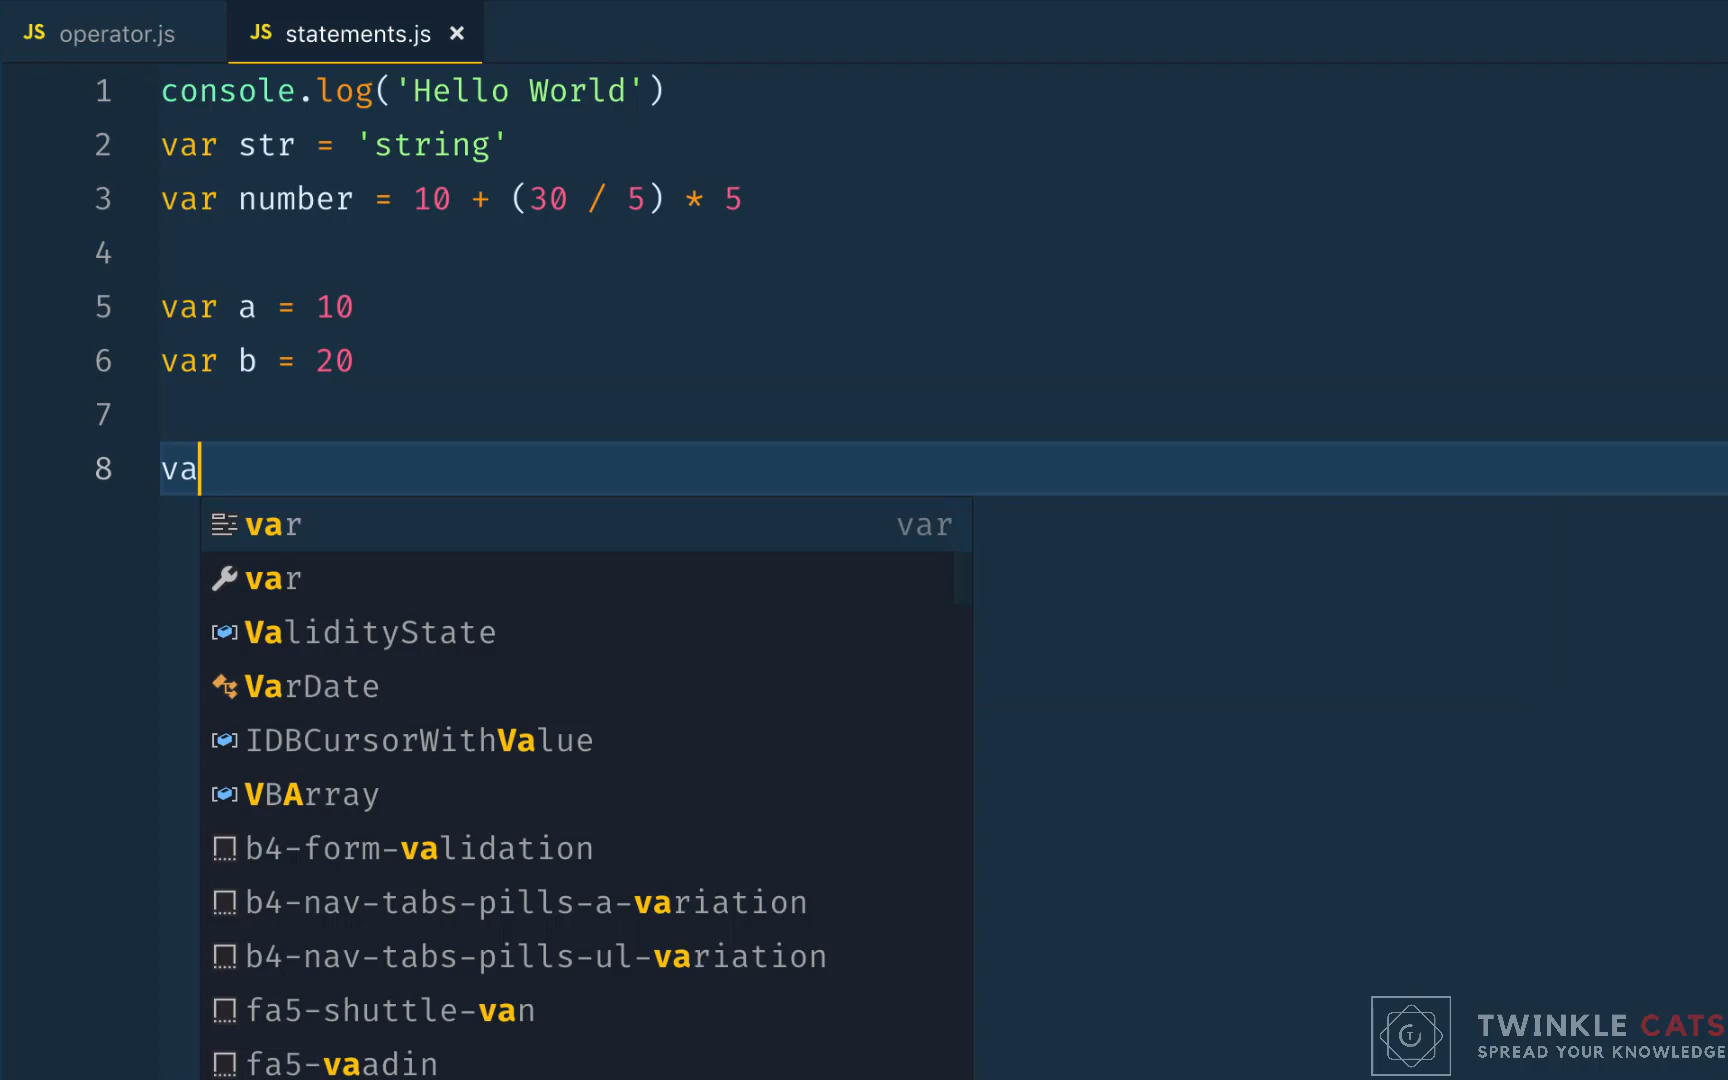 JS operator.js JS statements.js ×
1 console.log('Hello World')
2 var str = 'string'
3 var number = 10 + (30 / 5) * 5
4
5 var a = 10
6 var b = 20
7
8 va
var var
var
ValidityState
VarDate
IDBCursorWithValue
VBArray
b4-form-validation
b4-nav-tabs-pills-a-variation
b4-nav-tabs-pills-ul-variation
fa5-shuttle-van
fa5-vaadin
TWINKLE CATS
SPREAD YOUR KNOWLEDGE